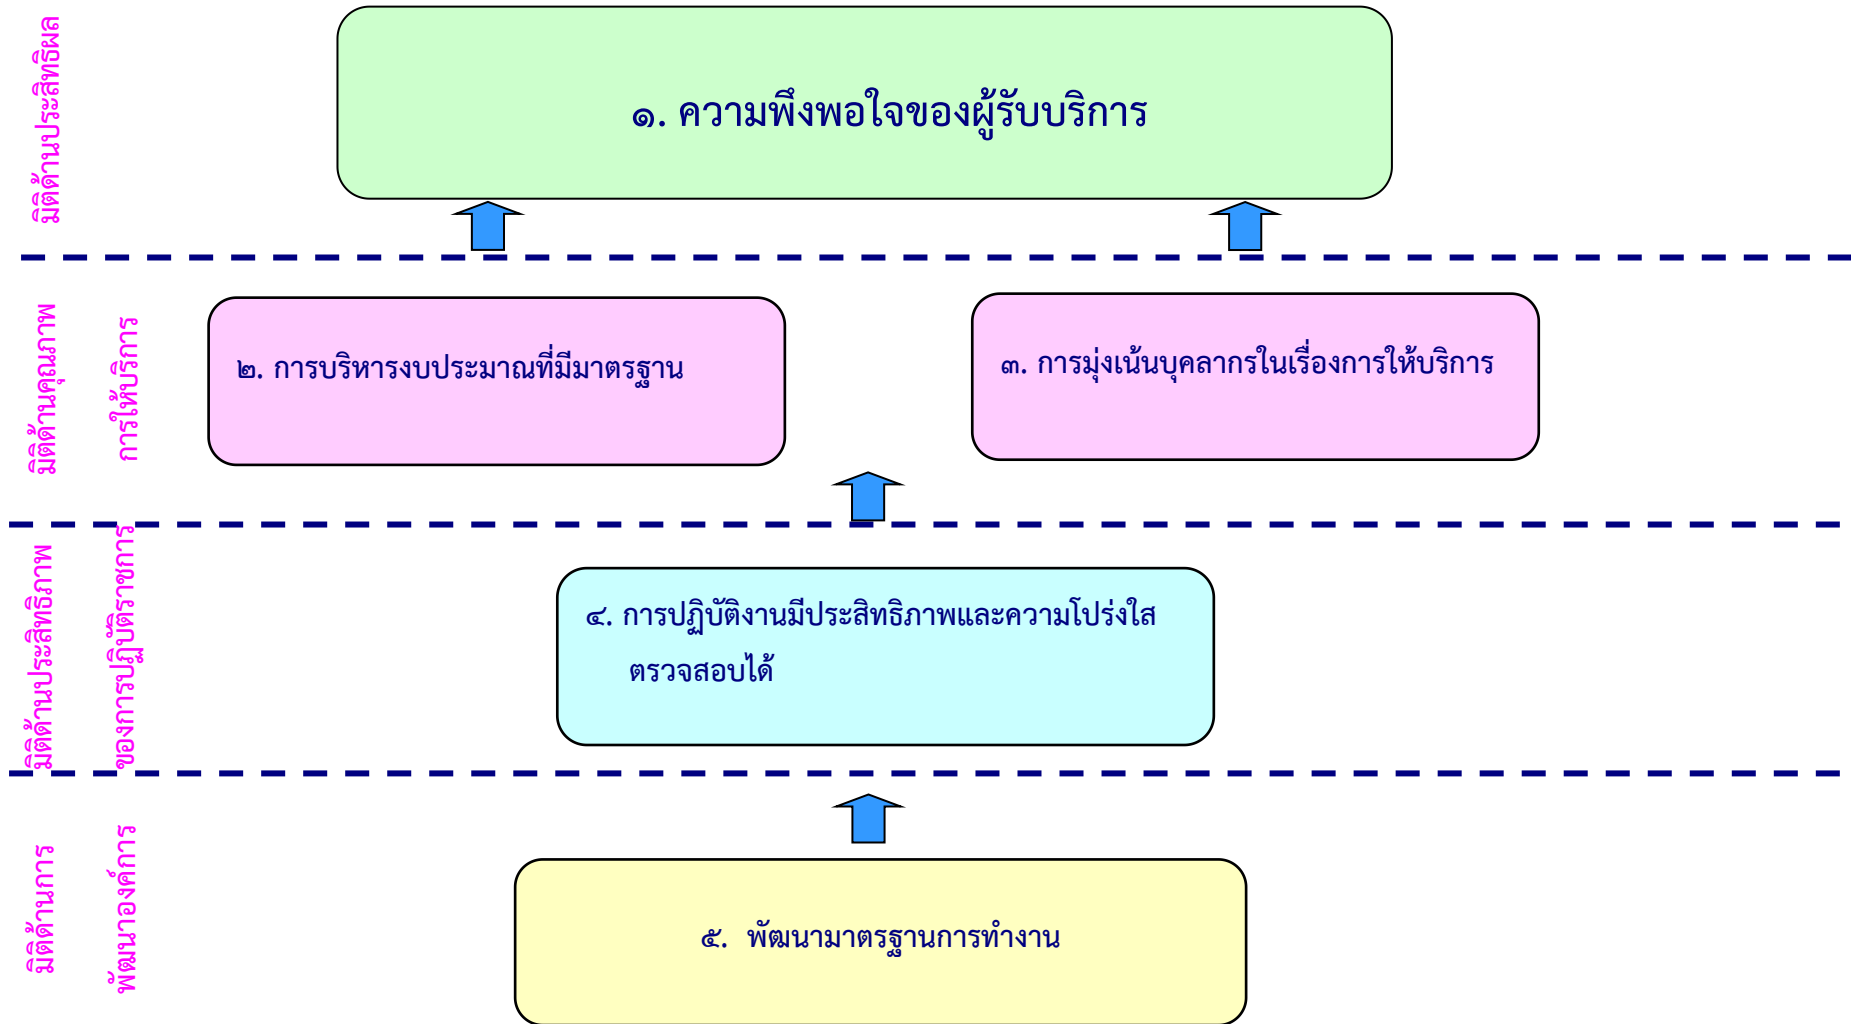 มิติด้านประสิทธิผล
๑. ความพึงพอใจของผู้รับบริการ
มิติด้านคุณภาพ
การให้บริการ
๒. การบริหารงบประมาณที่มีมาตรฐาน
๓. การมุ่งเน้นบุคลากรในเรื่องการให้บริการ
มิติด้านประสิทธิภาพ
ของการปฏิบัติราชการ
๔. การปฏิบัติงานมีประสิทธิภาพและความโปร่งใส
ตรวจสอบได้
มิติด้านการ
พัฒนาองค์การ
๕. พัฒนามาตรฐานการทำงาน